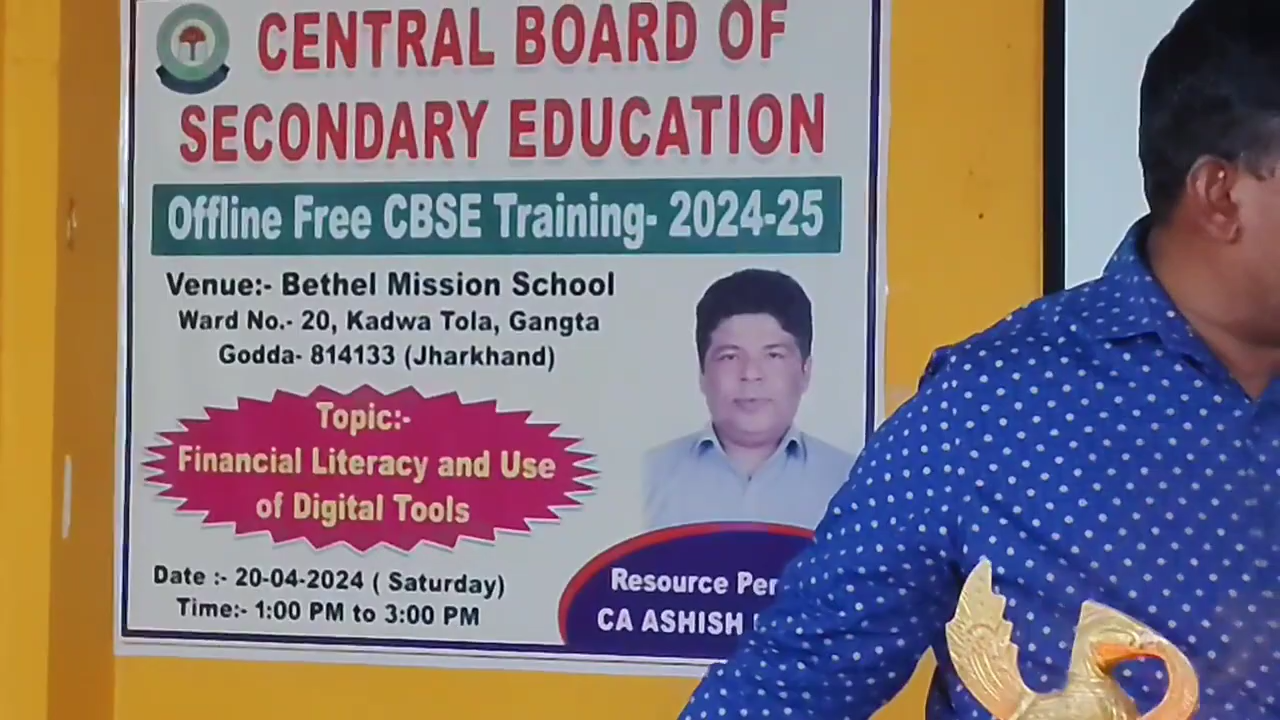 CENTRAL BOARD OF
SECONDARY EDUCATION
Offline Free CBSE Training- 2024-25
Venue:- Bethel Mission School
Ward No.- 20, Kadwa Tola, Gangta
Godda- 814133 (Jharkhand)
Topic:-
Financial Literacy and Use
of Digital Tools
Date :- 20-04-2024 ( Saturday)
Time:- 1:00 PM to 3:00 PM
Resource Per
CA ASHISH